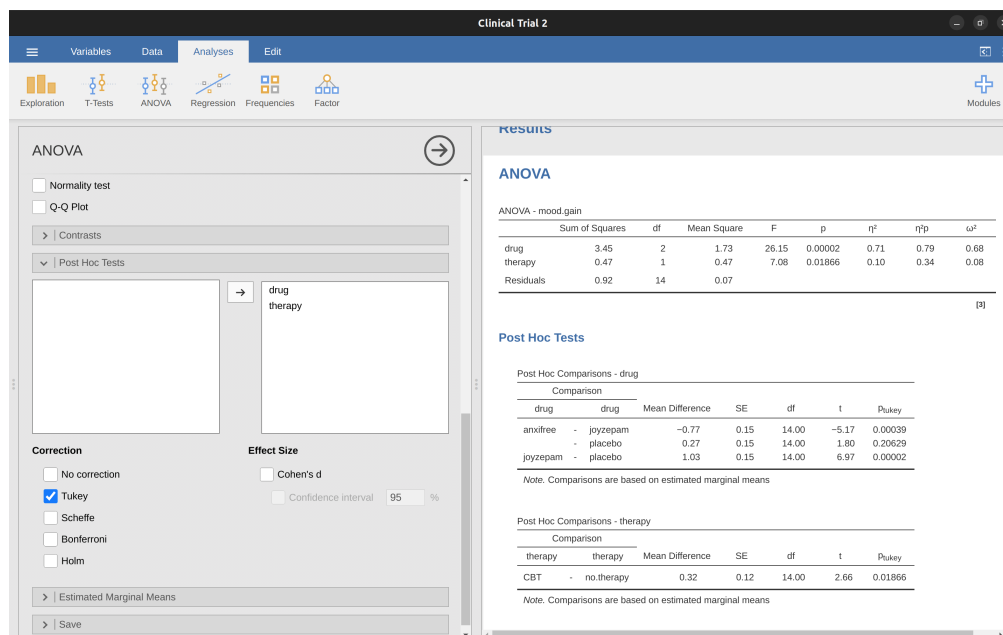 Clinical Trial 2
Variables Data Analyses Edit
Exploration T-Tests ANOVA Regression Frequencies Factor Modules
ANOVA
Normality test
Q-Q Plot
Contrasts
Post Hoc Tests
drug
therapy
Correction
No correction
Tukey
Scheffe
Bonferroni
Holm
Effect Size
Cohen's d
Confidence interval 95 %
Estimated Marginal Means
Save
Results
ANOVA
ANOVA - mood.gain
Sum of Squares df Mean Square F p η² η²p ω²
drug 3.45 2 1.73 26.15 0.00002 0.71 0.79 0.68
therapy 0.47 1 0.47 7.08 0.01866 0.10 0.34 0.08
Residuals 0.92 14 0.07
[3]
Post Hoc Tests
Post Hoc Comparisons - drug
Comparison
drug drug Mean Difference SE df t ptukey
anxifree - joyzepam −0.77 0.15 14.00 −5.17 0.00039
- placebo 0.27 0.15 14.00 1.80 0.20629
joyzepam - placebo 1.03 0.15 14.00 6.97 0.00002
Note. Comparisons are based on estimated marginal means
Post Hoc Comparisons - therapy
Comparison
therapy therapy Mean Difference SE df t ptukey
CBT - no.therapy 0.32 0.12 14.00 2.66 0.01866
Note. Comparisons are based on estimated marginal means